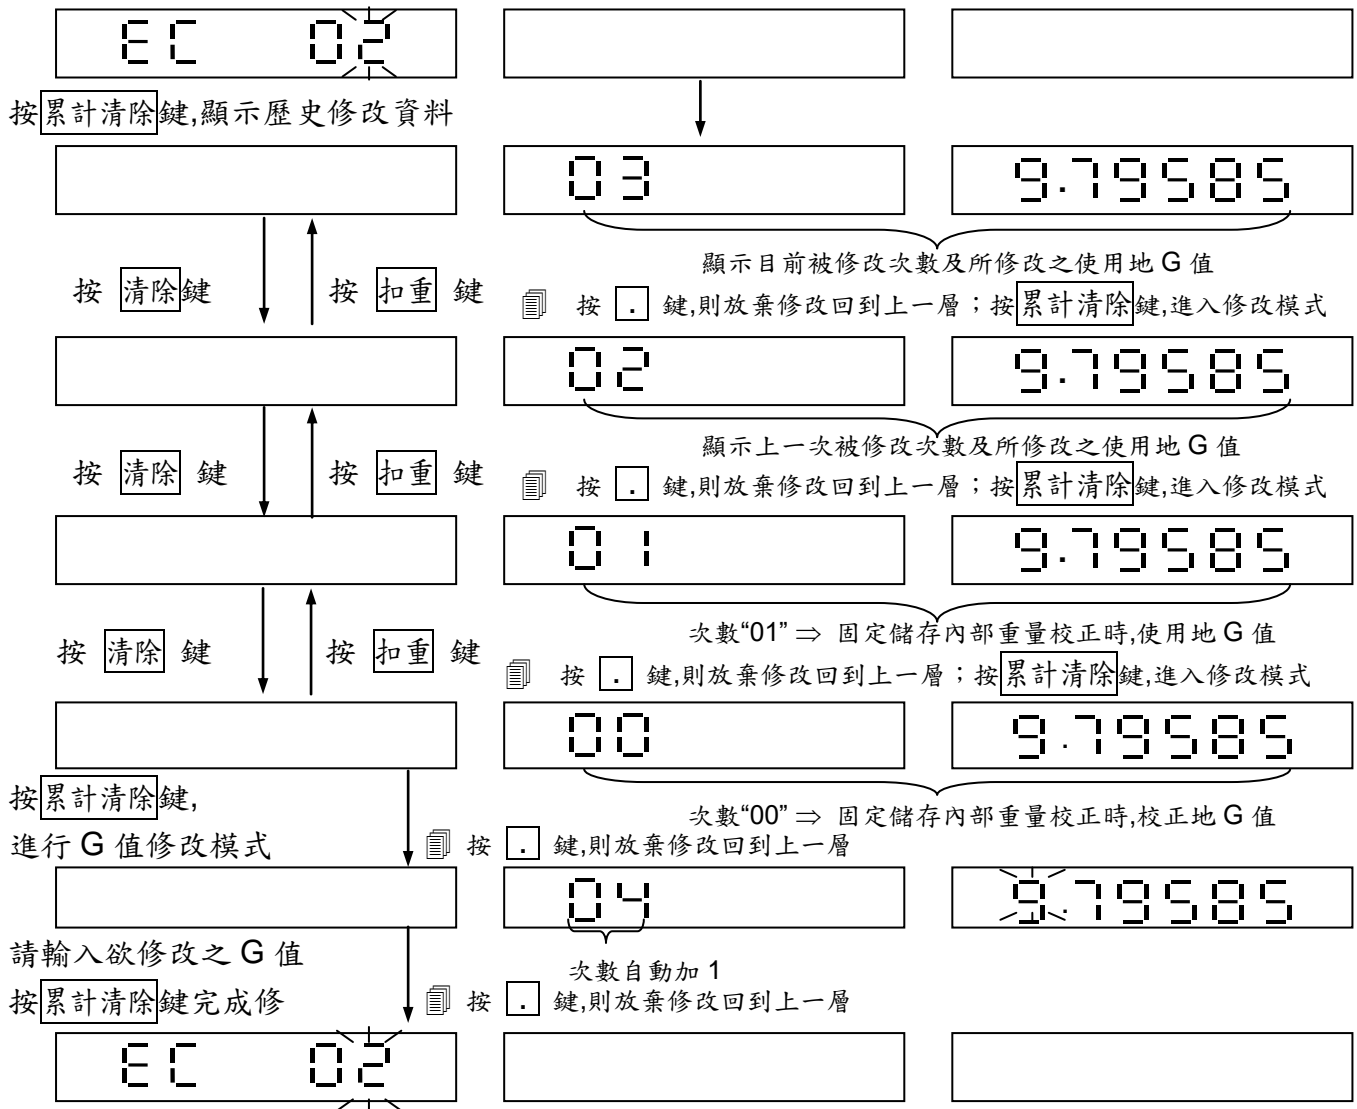 EC 02
按累計清除鍵,顯示歷史修改資料
03 9.79585
顯示目前被修改次數及所修改之使用地 G 值
按 清除鍵 按 扣重 鍵 按 . 鍵,則放棄修改回到上一層；按累計清除鍵,進入修改模式
02 9.79585
顯示上一次被修改次數及所修改之使用地 G 值
按 清除 鍵 按 扣重 鍵 按 . 鍵,則放棄修改回到上一層；按累計清除鍵,進入修改模式
01 9.79585
次數“01” ⇒ 固定儲存內部重量校正時,使用地 G 值
按 清除 鍵 按 扣重 鍵 按 . 鍵,則放棄修改回到上一層；按累計清除鍵,進入修改模式
00 9.79585
按累計清除鍵,
次數“00” ⇒ 固定儲存內部重量校正時,校正地 G 值
進行 G 值修改模式 按 . 鍵,則放棄修改回到上一層
04 9.79585
請輸入欲修改之 G 值
次數自動加 1
按累計清除鍵完成修 按 . 鍵,則放棄修改回到上一層
EC 02